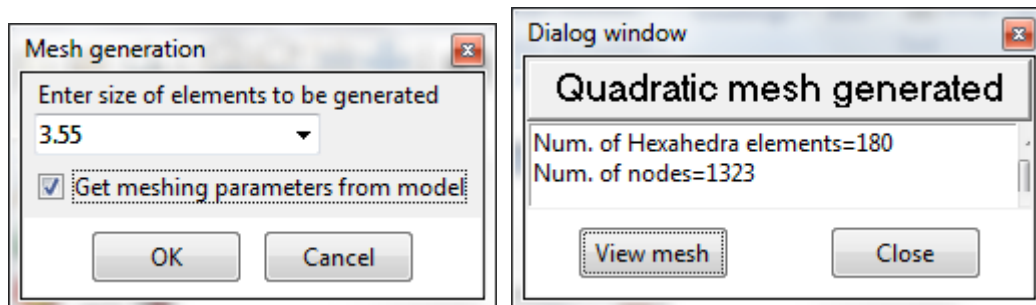 Mesh generation
Enter size of elements to be generated
3.55
Get meshing parameters from model
OK
Cancel
Dialog window
Quadratic mesh generated
Num. of Hexahedra elements=180
Num. of nodes=1323
View mesh
Close